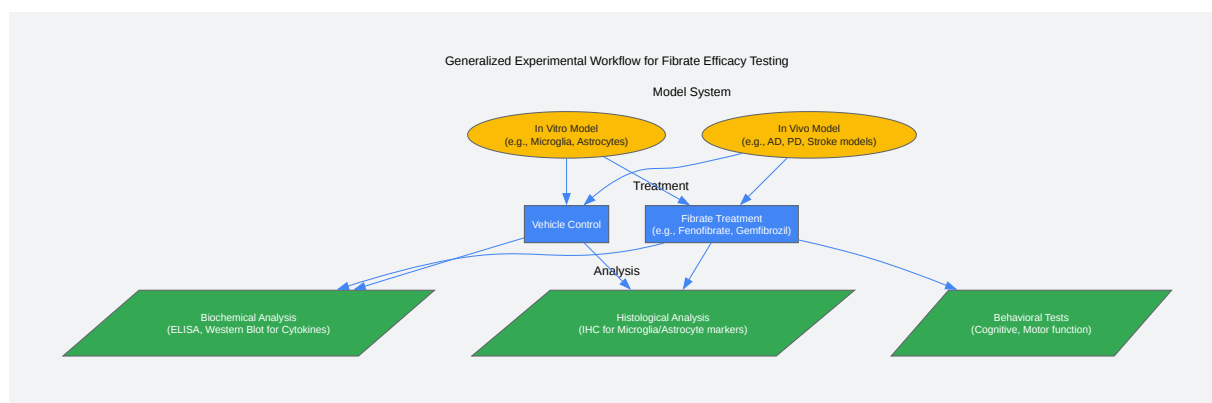 Generalized Experimental Workflow for Fibrate Efficacy Testing
Model System
In Vitro Model
(e.g., Microglia, Astrocytes)
In Vivo Model
(e.g., AD, PD, Stroke models)
Treatment
Vehicle Control
Fibrate Treatment
(e.g., Fenofibrate, Gemfibrozil)
Analysis
Biochemical Analysis
(ELISA, Western Blot for Cytokines)
Histological Analysis
(IHC for Microglia/Astrocyte markers)
Behavioral Tests
(Cognitive, Motor function)